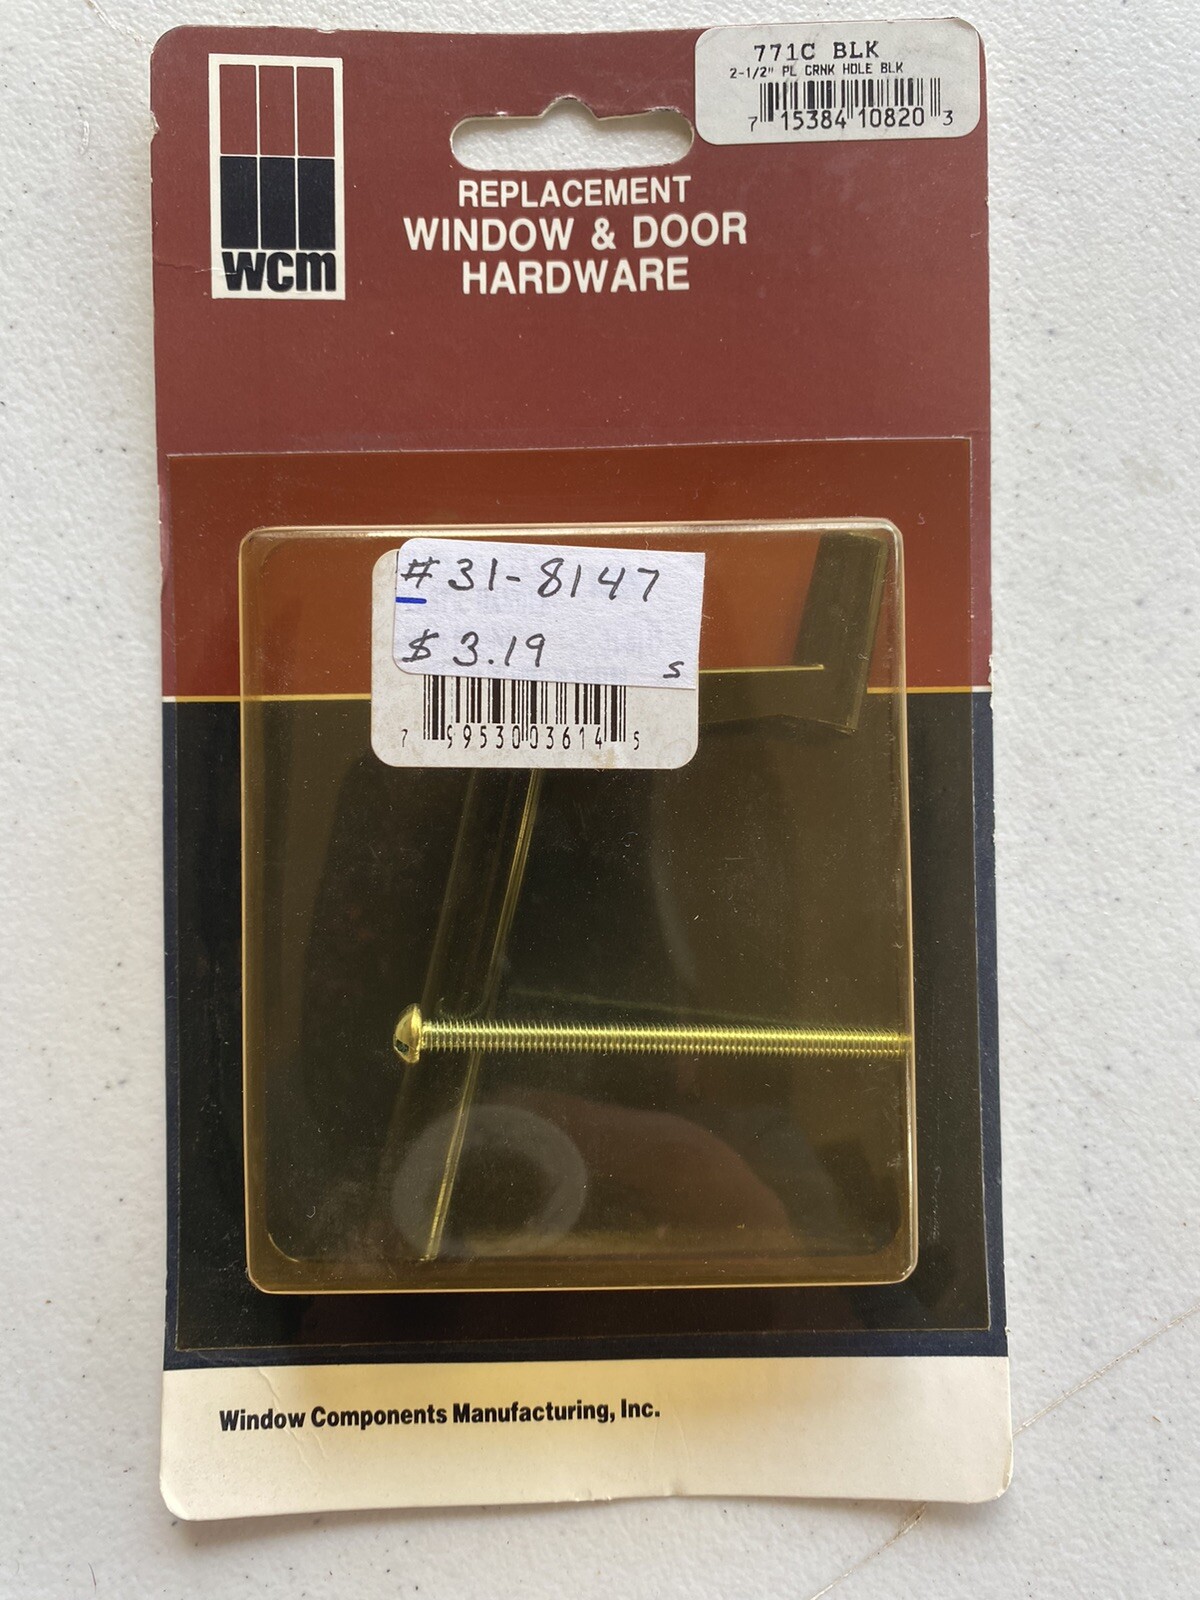 771C BLK
2-1/2" PL CRNK HOLE BLK
7 15384 10820 3
wcm
REPLACEMENT
WINDOW & DOOR
HARDWARE
#31-8147
$3.19 s
7 99530 03614 5
Window Components Manufacturing, Inc.